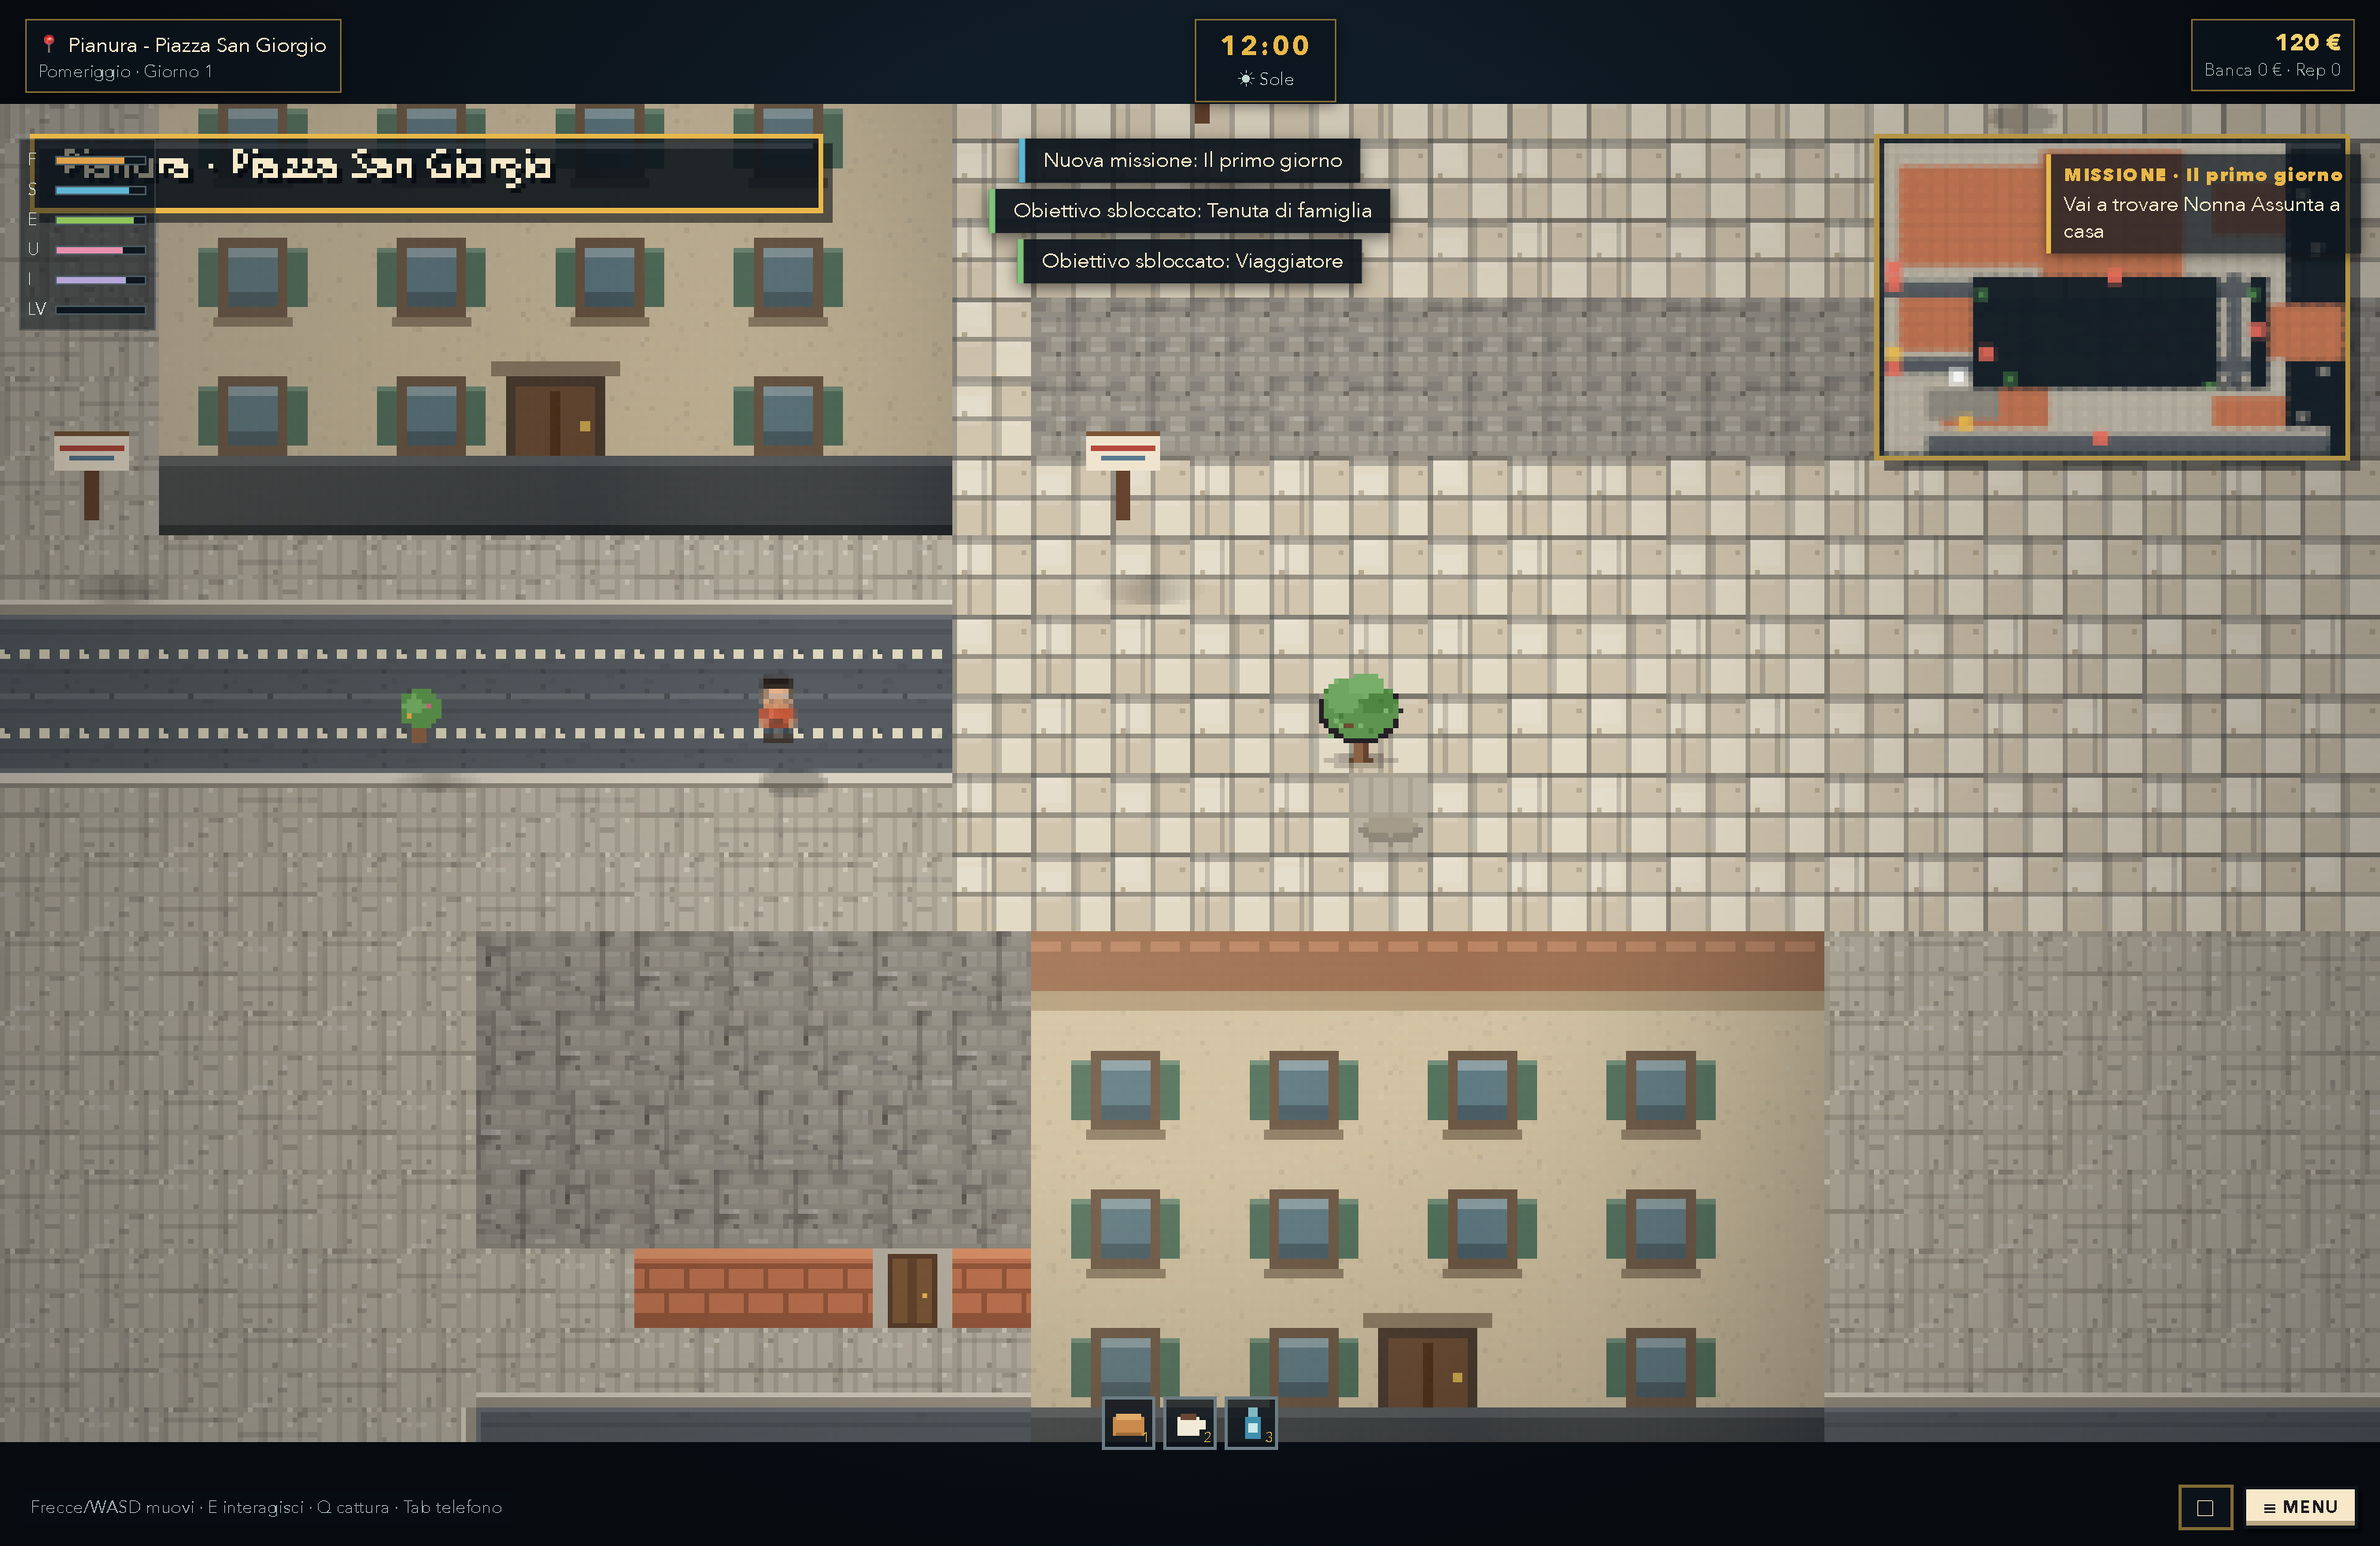 📍 Pianura - Piazza San Giorgio
Pomeriggio · Giorno 1
12:00
☀ Sole
120 €
Banca 0 € · Rep 0
Pianura · Piazza San Giorgio
F
S
E
U
I
LV
Nuova missione: Il primo giorno
Obiettivo sbloccato: Tenuta di famiglia
Obiettivo sbloccato: Viaggiatore
MISSIONE · Il primo giorno
Vai a trovare Nonna Assunta a
casa
1
2
3
Frecce/WASD muovi · E interagisci · Q cattura · Tab telefono
≡ MENU